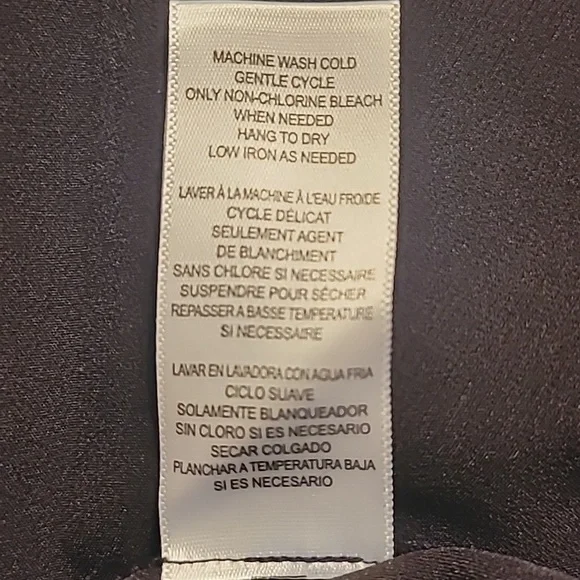 MACHINE WASH COLD
GENTLE CYCLE
ONLY NON-CHLORINE BLEACH
WHEN NEEDED
HANG TO DRY
LOW IRON AS NEEDED
LAVER À LA MACHINE À L'EAU FROIDE
CYCLE DÉLICAT
SEULEMENT AGENT
DE BLANCHIMENT
SANS CHLORE SI NECESSAIRE
SUSPENDRE POUR SÉCHER
REPASSER A BASSE TEMPERATURE
SI NECESSAIRE
LAVAR EN LAVADORA CON AGUA FRIA
CICLO SUAVE
SOLAMENTE BLANQUEADOR
SIN CLORO SI ES NECESARIO
SECAR COLGADO
PLANCHAR A TEMPERATURA BAJA
SI ES NECESARIO